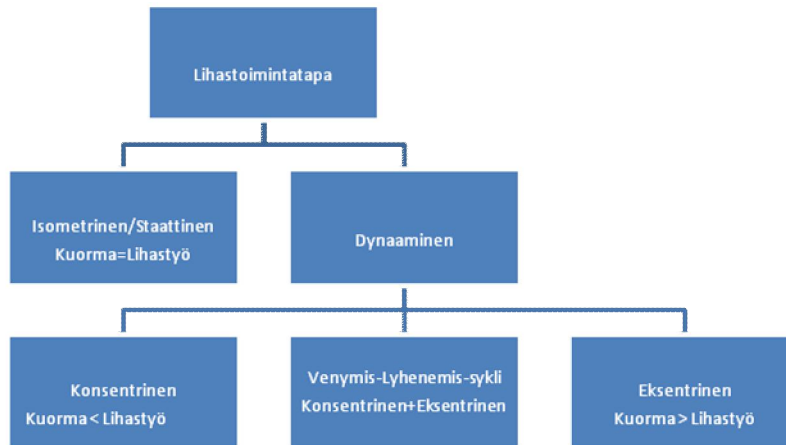 Lihastoimintatapa
Isometrinen/Staattinen
Kuorma=Lihastyö
Dynaaminen
Konsentrinen
Kuorma< Lihastyö
Venymis-Lyhenemis-sykli
Konsentrinen+Eksentrinen
Eksentrinen
Kuorma> Lihastyö